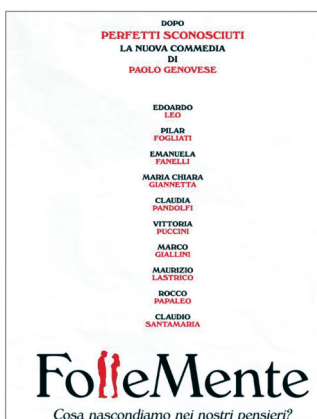 DOPO
PERFETTI SCONOSCIUTI
LA NUOVA COMMEDIA
DI
PAOLO GENOVESE
EDOARDO
LEO
PILAR
FOGLIATI
EMANUELA
FANELLI
MARIA CHIARA
GIANNETTA
CLAUDIA
PANDOLFI
VITTORIA
PUCCINI
MARCO
GIALLINI
MAURIZIO
LASTRICO
ROCCO
PAPALEO
CLAUDIO
SANTAMARIA
FolleMente
Cosa nascondiamo nei nostri pensieri?